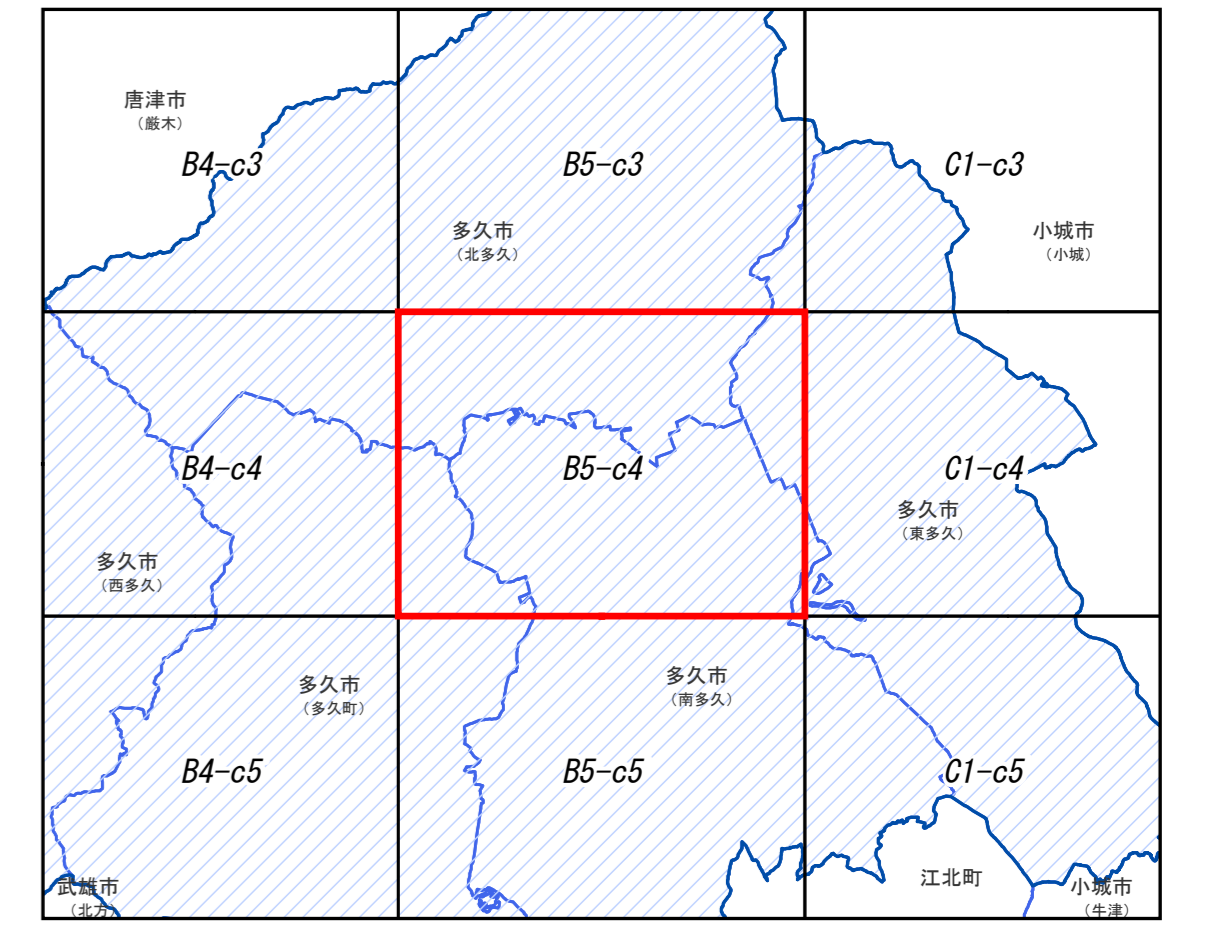 唐津市
（厳木）
B4-c3
B5-c3
C1-c3
多久市
（北多久）
小城市
（小城）
B4-c4
B5-c4
C1-c4
多久市
（東多久）
多久市
（西多久）
多久市
（多久町）
多久市
（南多久）
B4-c5
B5-c5
C1-c5
武雄市
（北方）
江北町
小城市
（牛津）